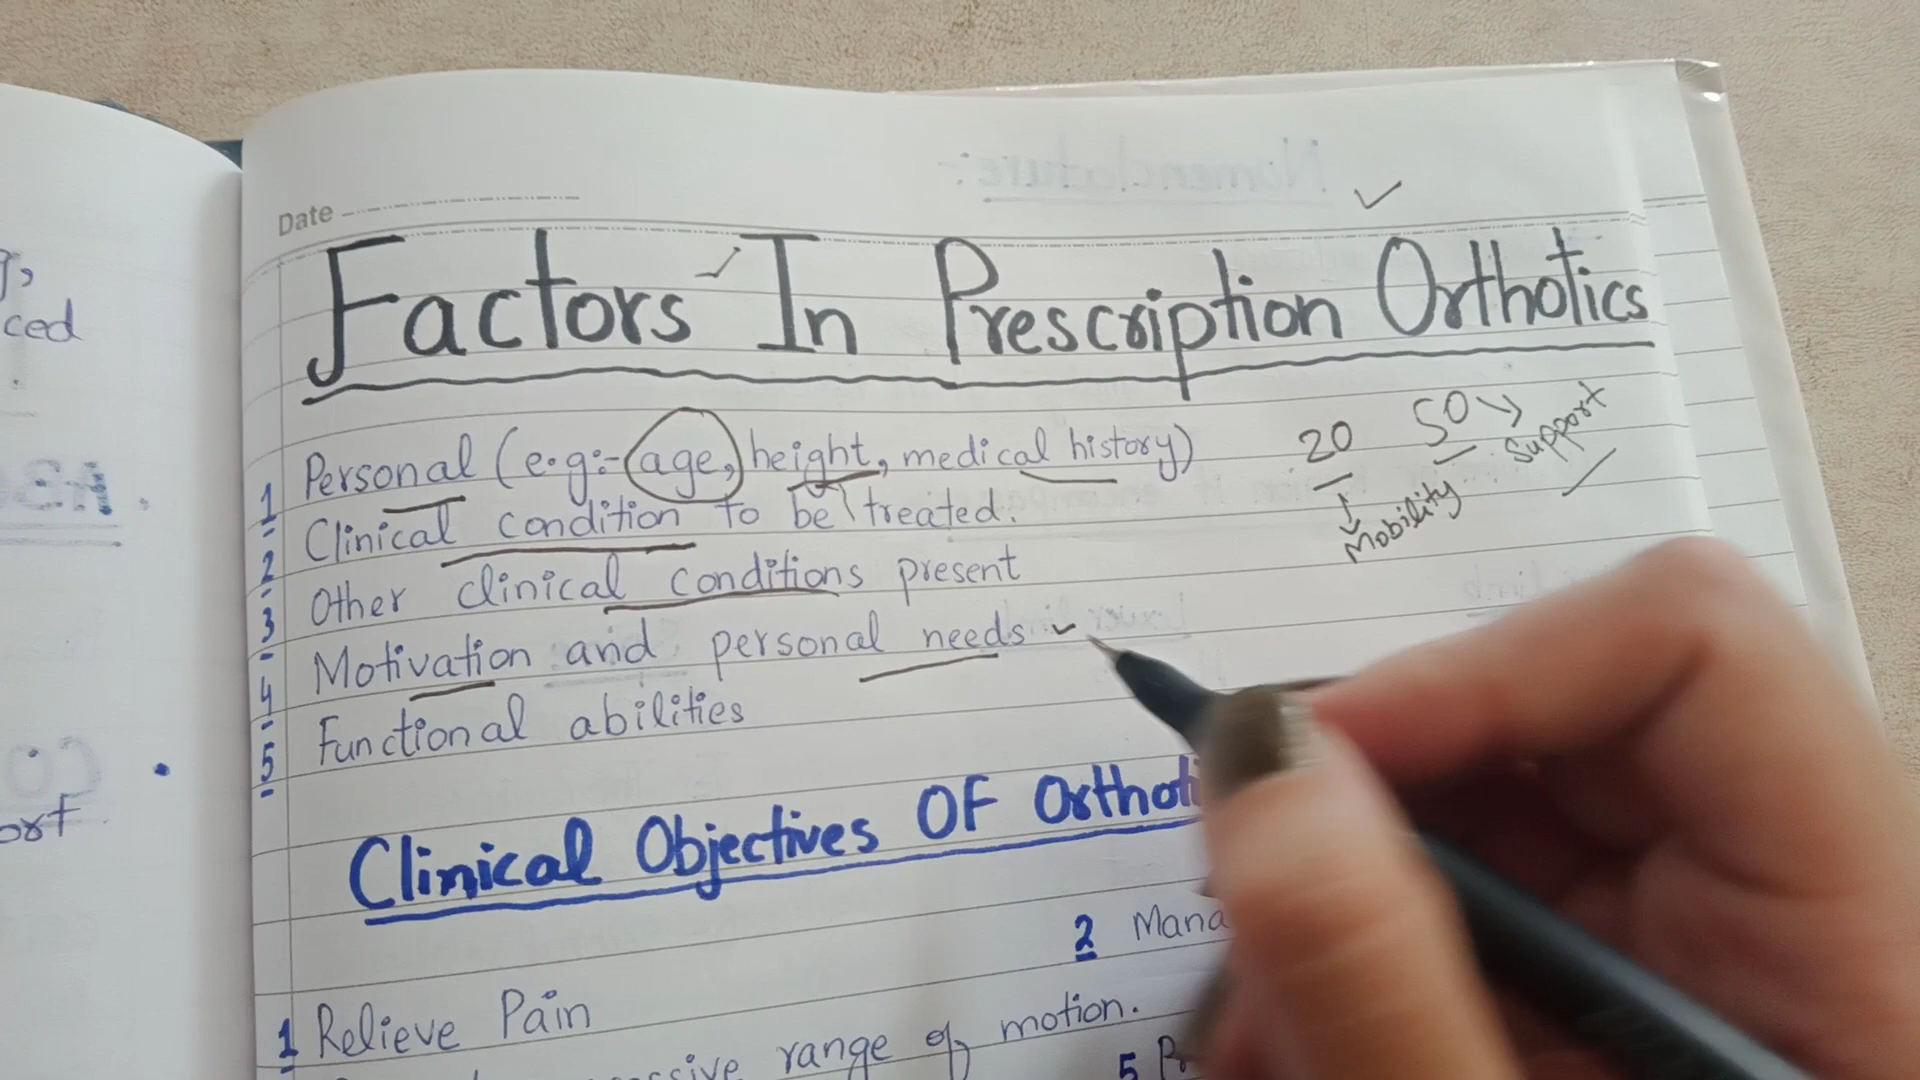 Date
Factors In Prescription Orthotics
1 Personal (e.g:- age, height, medical history)
20 50 Support
Mobility
2 Clinical condition to be treated.
3 Other clinical conditions present
4 Motivation and personal needs
5 Functional abilities
Clinical Objectives OF
2
1 Relieve Pain
range of motion.
5
ced